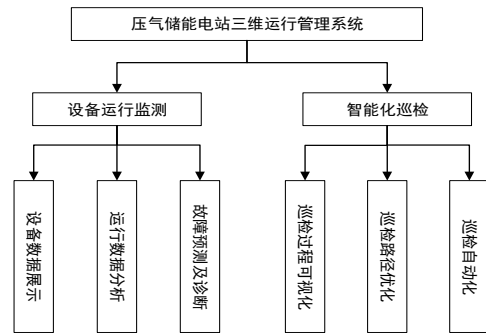 压气储能电站三维运行管理系统
设备运行监测
智能化巡检
设备数据展示
运行数据分析
故障预测及诊断
巡检过程可视化
巡检路径优化
巡检自动化